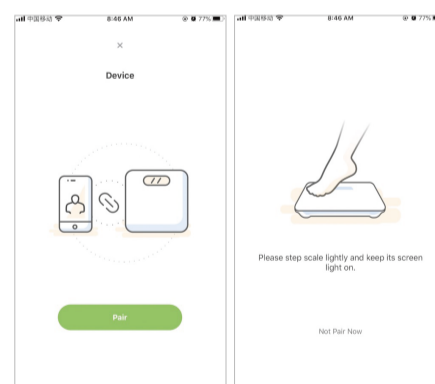 中国移动 8:46 AM 77%
×
Device
Pair
中国移动 8:46 AM 77%
Please step scale lightly and keep its screen
light on.
Not Pair Now